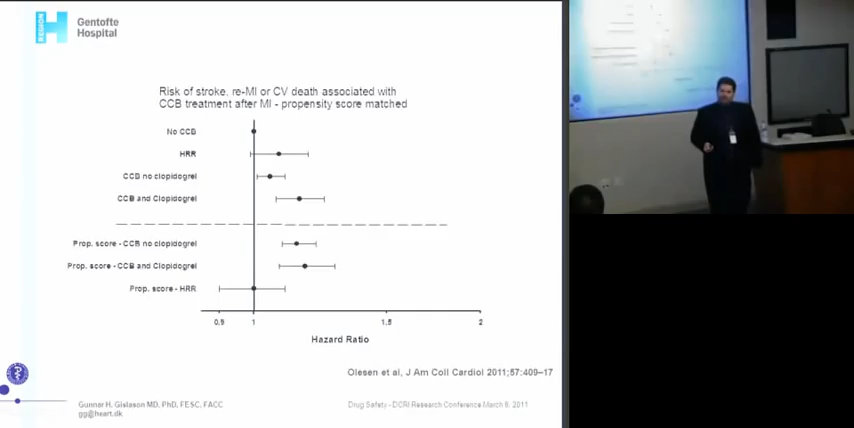 REGION
H
Gentofte
Hospital
Risk of stroke, re-MI or CV death associated with
CCB treatment after MI - propensity score matched
No CCB
HRR
CCB no clopidogrel
CCB and Clopidogrel
Prop. score - CCB no clopidogrel
Prop. score - CCB and Clopidogrel
Prop. score - HRR
0,9 1 1,5 2
Hazard Ratio
Olesen et al, J Am Coll Cardiol 2011;57:409–17
Gunnar H. Gislason MD, PhD, FESC, FACC
gg@heart.dk
Drug Safety - DCRI Research Conference March 8, 2011